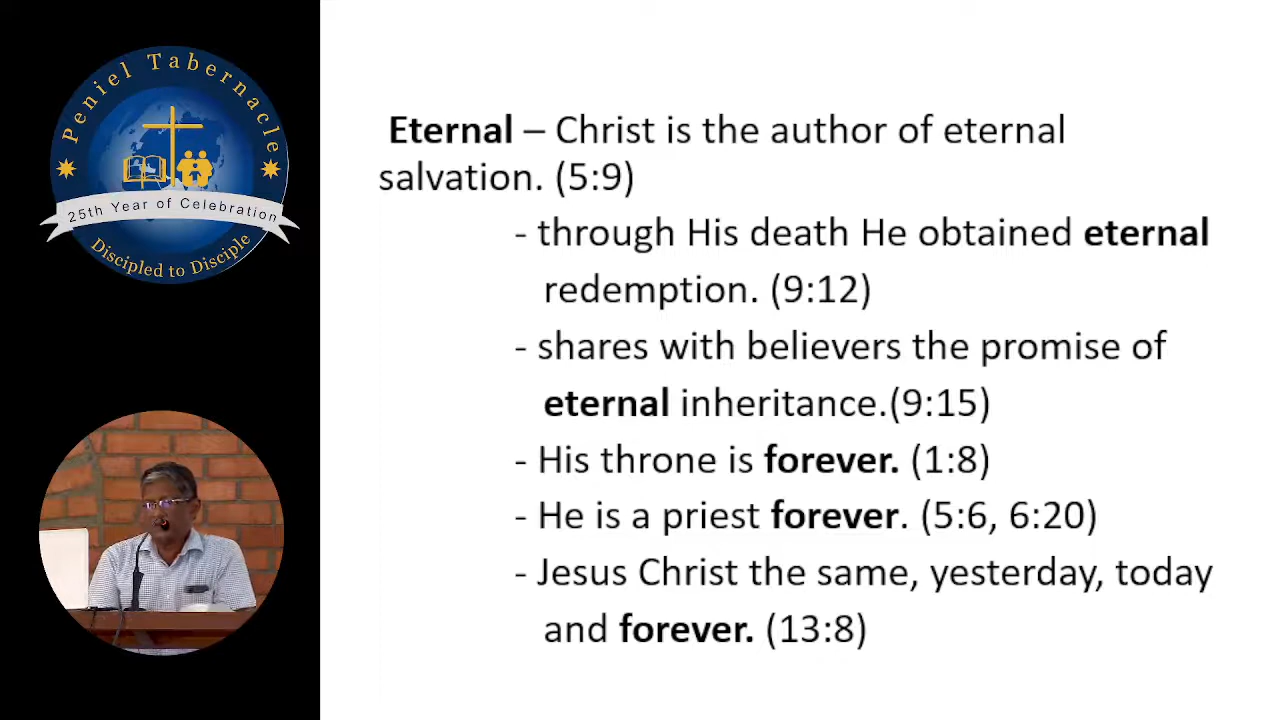 Peniel Tabernacle
25th Year of Celebration
Discipled to Disciple
Eternal – Christ is the author of eternal
salvation. (5:9)
- through His death He obtained eternal
redemption. (9:12)
- shares with believers the promise of
eternal inheritance.(9:15)
- His throne is forever. (1:8)
- He is a priest forever. (5:6, 6:20)
- Jesus Christ the same, yesterday, today
and forever. (13:8)